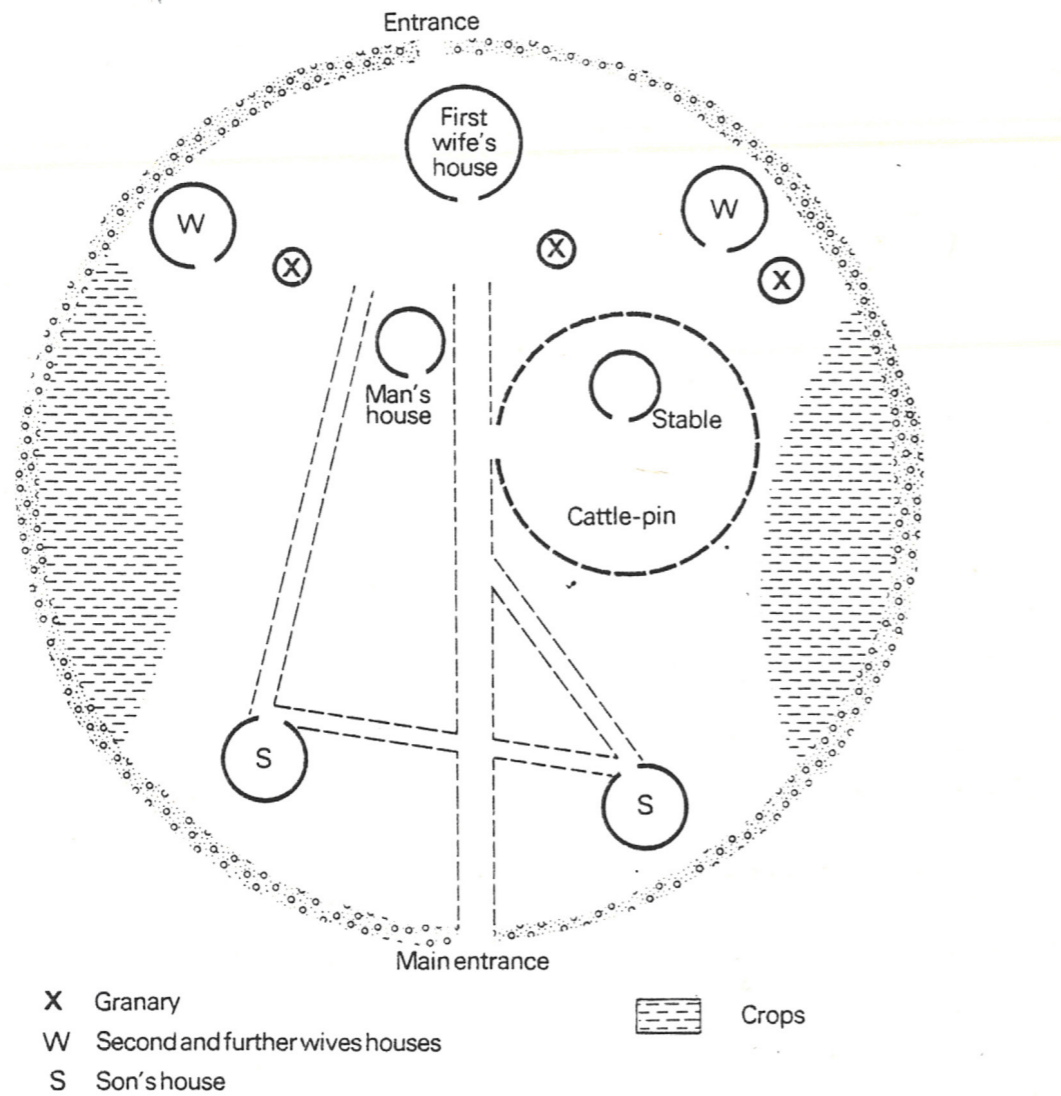 Entrance
First
wife's
house
W
W
X
X
X
Man's
house
Stable
Cattle-pin
S
S
Main entrance
X Granary
W Second and further wives houses
S Son's house
Crops